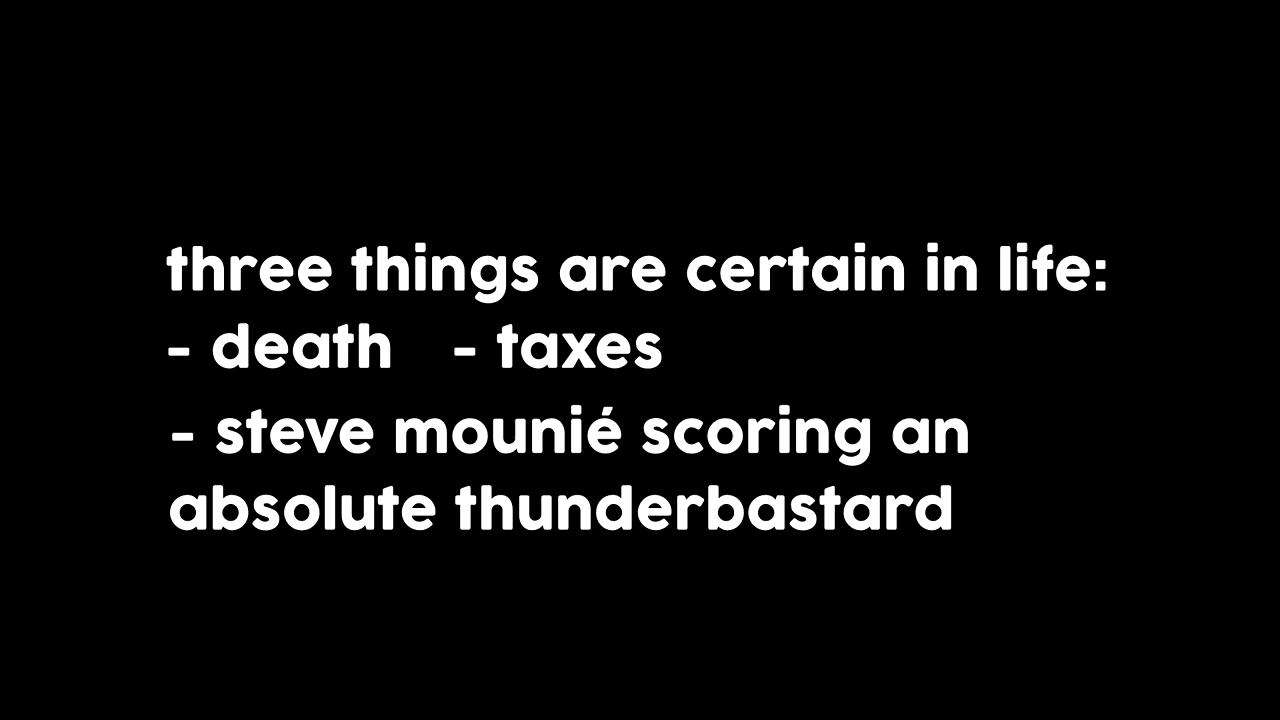 three things are certain in life:
- death - taxes
- steve mounié scoring an
absolute thunderbastard